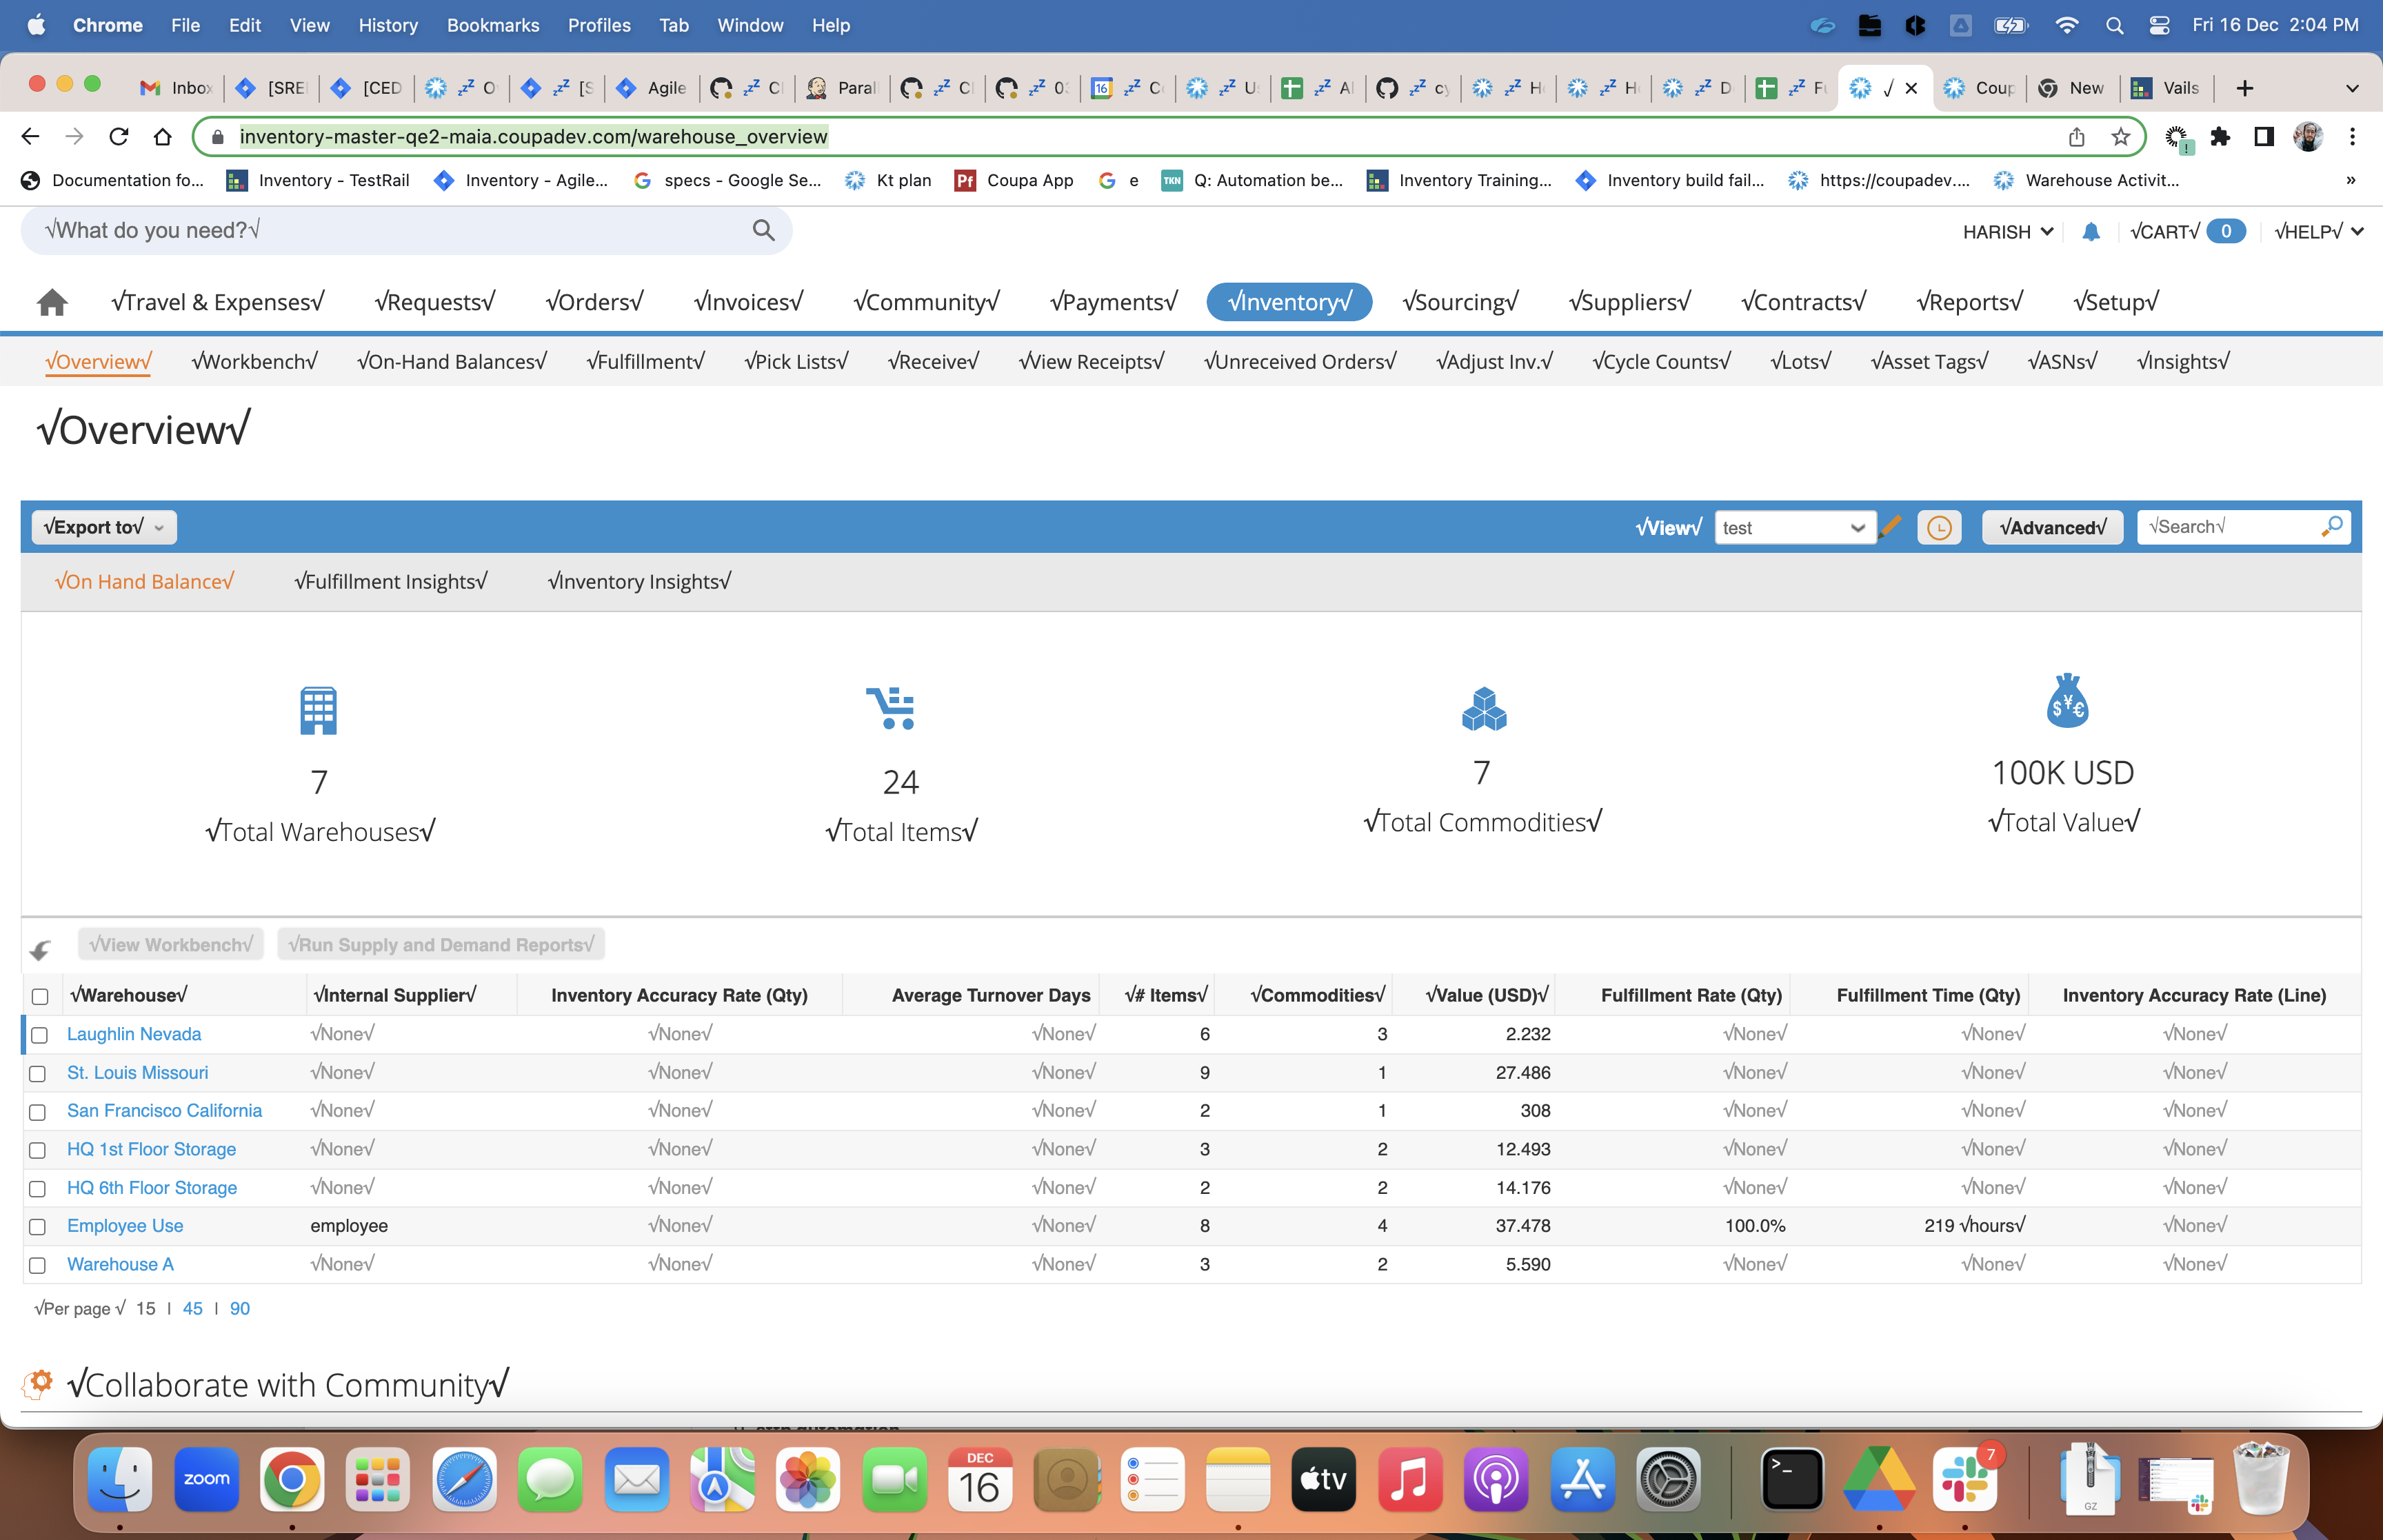 Chrome File Edit View History Bookmarks Profiles Tab Window Help Fri 16 Dec 2:04 PM
Inbox [SRE [CED Agile Paral Coup New Vails
inventory-master-qe2-maia.coupadev.com/warehouse_overview
Documentation fo... Inventory - TestRail Inventory - Agile... specs - Google Se... Kt plan Coupa App e Q: Automation be... Inventory Training... Inventory build fail... https://coupadev.... Warehouse Activit... »
√What do you need?√ HARISH √CART√ 0 √HELP√
√Travel & Expenses√ √Requests√ √Orders√ √Invoices√ √Community√ √Payments√ √Inventory√ √Sourcing√ √Suppliers√ √Contracts√ √Reports√ √Setup√
√Overview√ √Workbench√ √On-Hand Balances√ √Fulfillment√ √Pick Lists√ √Receive√ √View Receipts√ √Unreceived Orders√ √Adjust Inv.√ √Cycle Counts√ √Lots√ √Asset Tags√ √ASNs√ √Insights√
√Overview√
√Export to√ √View√ test √Advanced√ √Search√
√On Hand Balance√ √Fulfillment Insights√ √Inventory Insights√
7 24 7 100K USD
√Total Warehouses√ √Total Items√ √Total Commodities√ √Total Value√
√View Workbench√ √Run Supply and Demand Reports√
√Warehouse√ √Internal Supplier√ Inventory Accuracy Rate (Qty) Average Turnover Days √# Items√ √Commodities√ √Value (USD)√ Fulfillment Rate (Qty) Fulfillment Time (Qty) Inventory Accuracy Rate (Line)
Laughlin Nevada √None√ √None√ √None√ 6 3 2.232 √None√ √None√ √None√
St. Louis Missouri √None√ √None√ √None√ 9 1 27.486 √None√ √None√ √None√
San Francisco California √None√ √None√ √None√ 2 1 308 √None√ √None√ √None√
HQ 1st Floor Storage √None√ √None√ √None√ 3 2 12.493 √None√ √None√ √None√
HQ 6th Floor Storage √None√ √None√ √None√ 2 2 14.176 √None√ √None√ √None√
Employee Use employee √None√ √None√ 8 4 37.478 100.0% 219 √hours√ √None√
Warehouse A √None√ √None√ √None√ 3 2 5.590 √None√ √None√ √None√
√Per page √ 15 | 45 | 90
√Collaborate with Community√
zoom DEC 16 tv 7 GZ